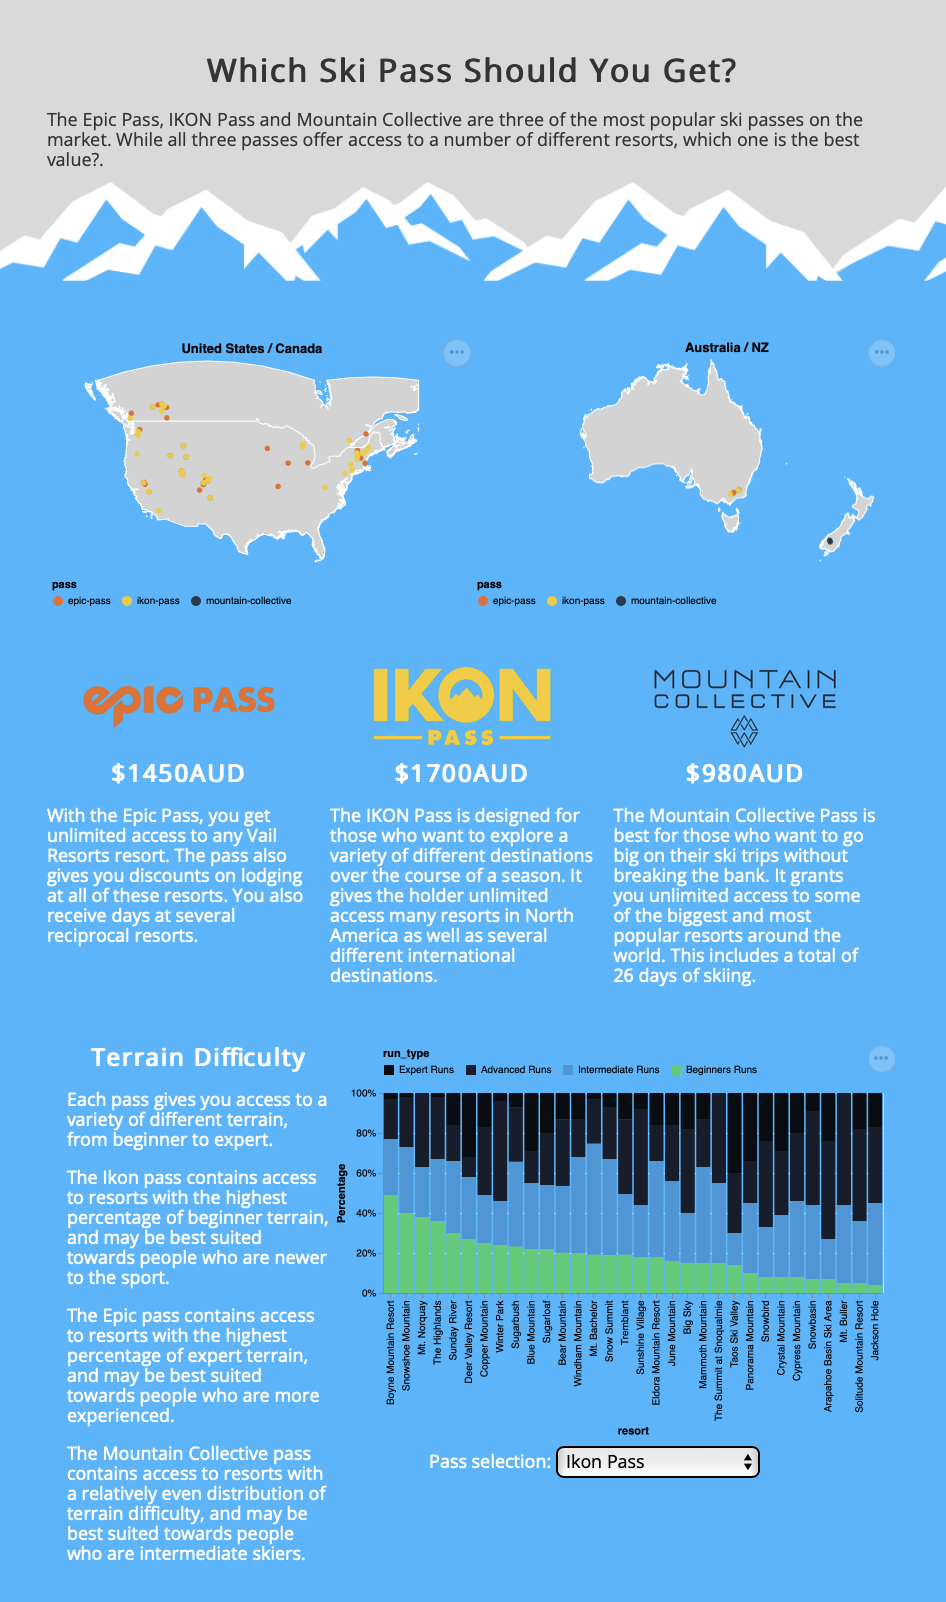 Which Ski Pass Should You Get?
The Epic Pass, IKON Pass and Mountain Collective are three of the most popular ski passes on the
market. While all three passes offer access to a number of different resorts, which one is the best
value?.
United States / Canada
Australia / NZ
pass
epic-pass
ikon-pass
mountain-collective
pass
epic-pass
ikon-pass
mountain-collective
epic PASS
$1450AUD
With the Epic Pass, you get
unlimited access to any Vail
Resorts resort. The pass also
gives you discounts on lodging
at all of these resorts. You also
receive days at several
reciprocal resorts.
IKON
PASS
$1700AUD
The IKON Pass is designed for
those who want to explore a
variety of different destinations
over the course of a season. It
gives the holder unlimited
access many resorts in North
America as well as several
different international
destinations.
MOUNTAIN
COLLECTIVE
$980AUD
The Mountain Collective Pass is
best for those who want to go
big on their ski trips without
breaking the bank. It grants
you unlimited access to some
of the biggest and most
popular resorts around the
world. This includes a total of
26 days of skiing.
Terrain Difficulty
Each pass gives you access to a
variety of different terrain,
from beginner to expert.
The Ikon pass contains access
to resorts with the highest
percentage of beginner terrain,
and may be best suited
towards people who are newer
to the sport.
The Epic pass contains access
to resorts with the highest
percentage of expert terrain,
and may be best suited
towards people who are more
experienced.
The Mountain Collective pass
contains access to resorts with
a relatively even distribution of
terrain difficulty, and may be
best suited towards people
who are intermediate skiers.
run_type
Expert Runs
Advanced Runs
Intermediate Runs
Beginners Runs
Percentage
100%
80%
60%
40%
20%
0%
Boyne Mountain Resort
Snowshoe Mountain
Mt. Norquay
The Highlands
Sunday River
Deer Valley Resort
Copper Mountain
Winter Park
Sugarbush
Blue Mountain
Sugarloaf
Bear Mountain
Windham Mountain
Mt. Bachelor
Snow Summit
Tremblant
Sunshine Village
Eldora Mountain Resort
June Mountain
Big Sky
Mammoth Mountain
The Summit at Snoqualmie
Taos Ski Valley
Panorama Mountain
Snowbird
Crystal Mountain
Cypress Mountain
Snowbasin
Arapahoe Basin Ski Area
Mt. Buller
Solitude Mountain Resort
Jackson Hole
resort
Pass selection:
Ikon Pass